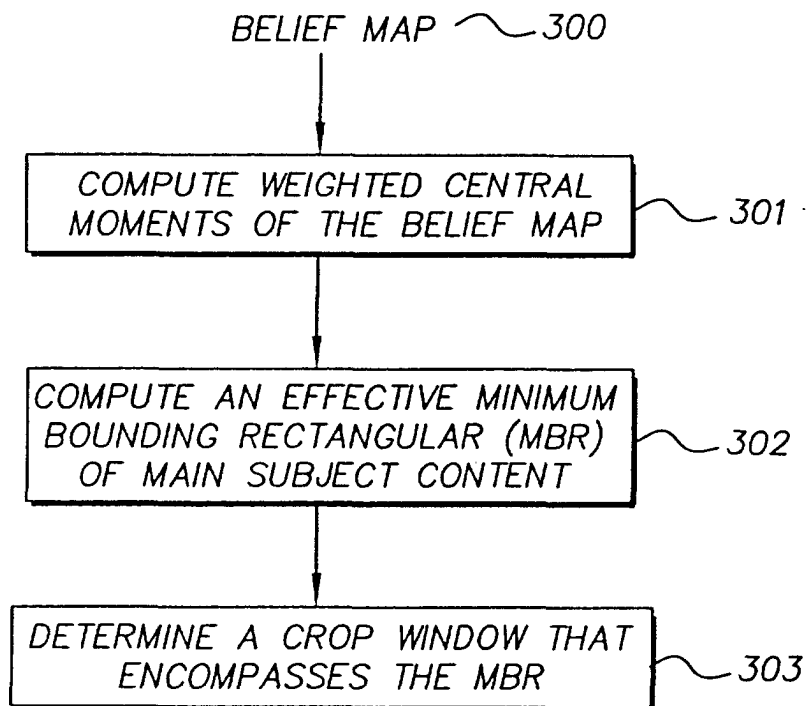 BELIEF MAP 300
COMPUTE WEIGHTED CENTRAL
MOMENTS OF THE BELIEF MAP
301
COMPUTE AN EFFECTIVE MINIMUM
BOUNDING RECTANGULAR (MBR)
OF MAIN SUBJECT CONTENT
302
DETERMINE A CROP WINDOW THAT
ENCOMPASSES THE MBR
303